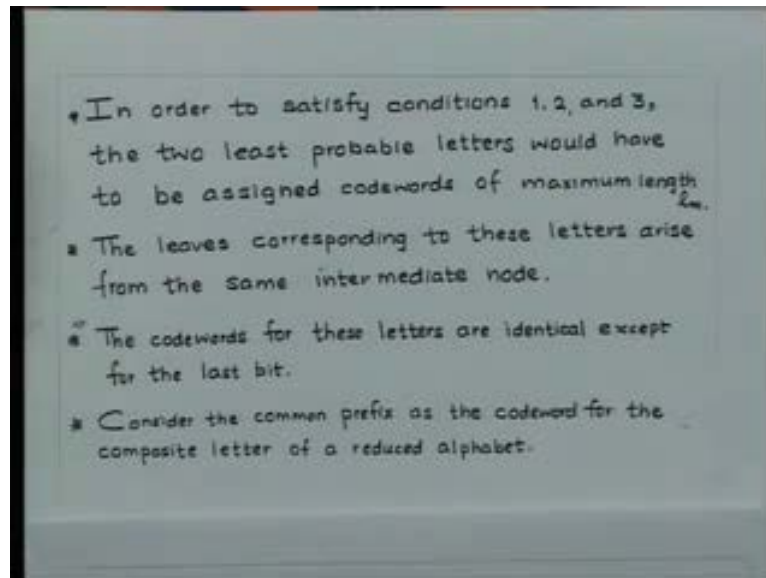 • In order to satisfy conditions 1, 2, and 3,
the two least probable letters would have
to be assigned codewords of maximum length
lm.
* The leaves corresponding to these letters arise
from the same intermediate node.
* The codewords for these letters are identical except
for the last bit.
* Consider the common prefix as the codeword for the
composite letter of a reduced alphabet.